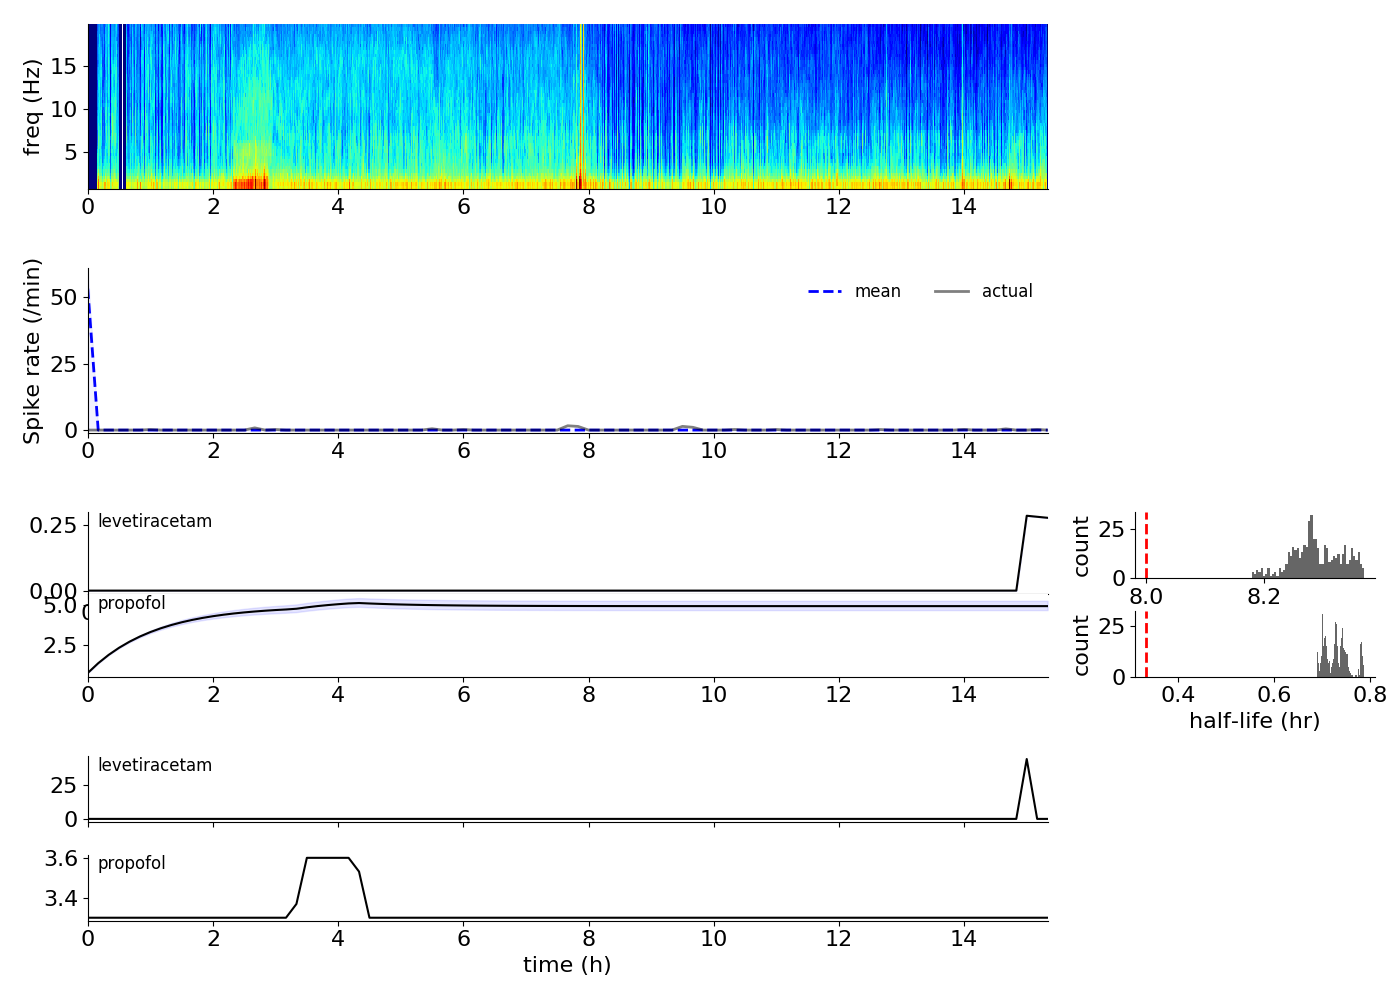 freq (Hz)
15
10
5
0 2 4 6 8 10 12 14
Spike rate (/min)
50
25
0
mean actual
0 2 4 6 8 10 12 14
levetiracetam
0.25
0.00
0
propofol
5.0
2.5
0 2 4 6 8 10 12 14
count
25
0
8.0 8.2
count
25
0
0.4 0.6 0.8
half-life (hr)
levetiracetam
25
0
propofol
3.6
3.4
0 2 4 6 8 10 12 14
time (h)